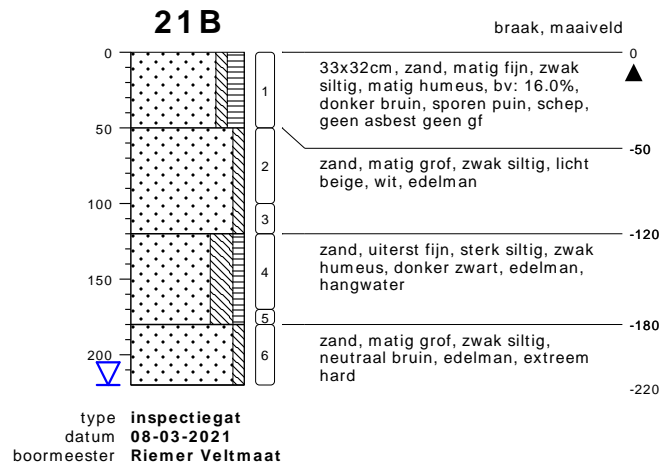 21B
braak, maaiveld
0
50
100
150
200
1
2
3
4
5
6
33x32cm, zand, matig fijn, zwak
siltig, matig humeus, bv: 16.0%,
donker bruin, sporen puin, schep,
geen asbest geen gf
zand, matig grof, zwak siltig, licht
beige, wit, edelman
zand, uiterst fijn, sterk siltig, zwak
humeus, donker zwart, edelman,
hangwater
zand, matig grof, zwak siltig,
neutraal bruin, edelman, extreem
hard
0
-50
-120
-180
-220
type inspectiegat
datum 08-03-2021
boormeester Riemer Veltmaat